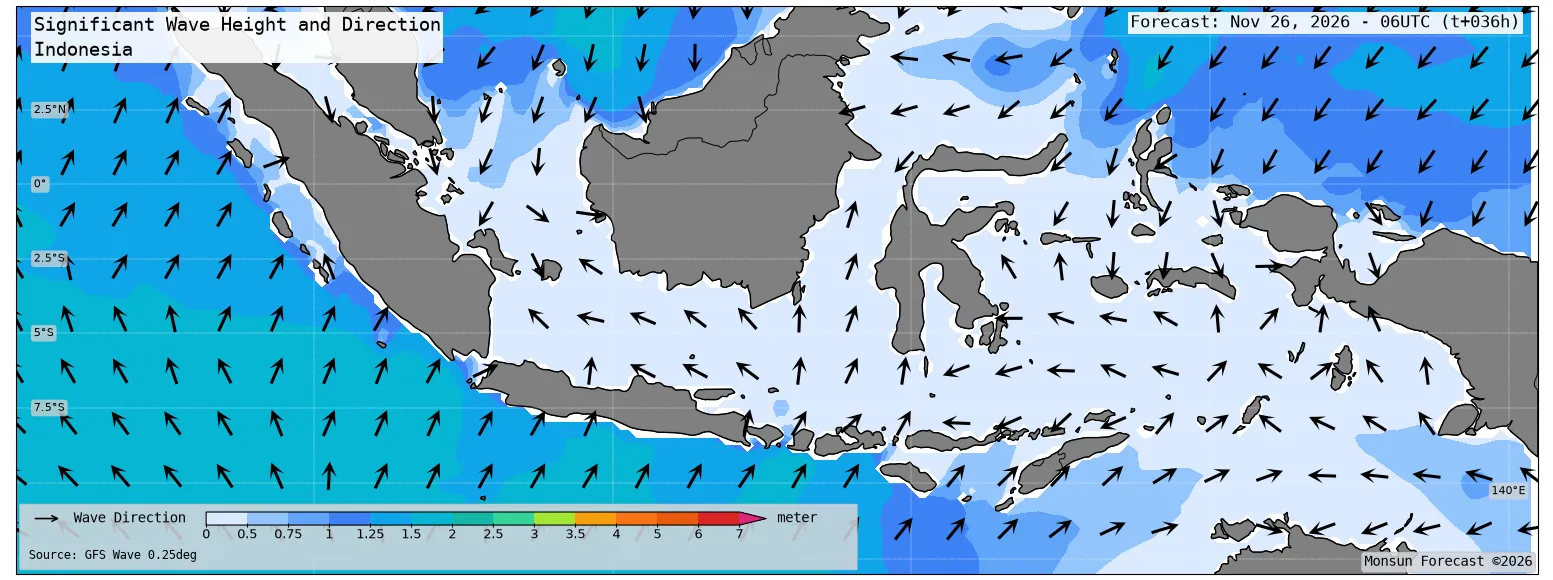 Significant Wave Height and Direction
Indonesia
Forecast: Nov 26, 2026 - 06UTC (t+036h)
2.5°N
0°
2.5°S
5°S
7.5°S
140°E
Wave Direction
0 0.5 0.75 1 1.25 1.5 2 2.5 3 3.5 4 5 6 7
meter
Source: GFS Wave 0.25deg
Monsun Forecast ©2026